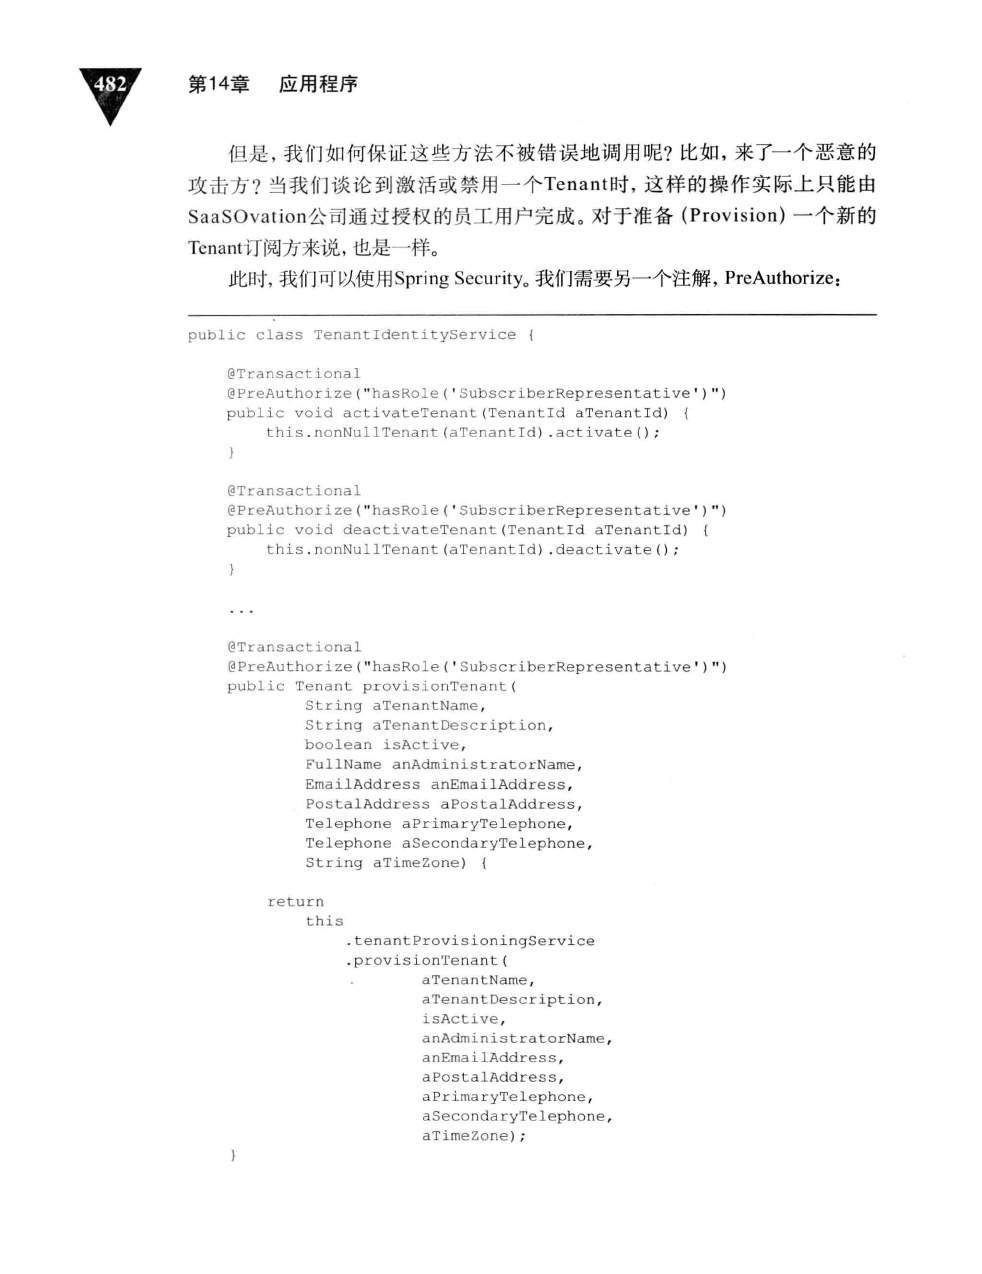 482
第14章 应用程序
但是，我们如何保证这些方法不被错误地调用呢？比如，来了一个恶意的
攻击方？当我们谈论到激活或禁用一个Tenant时，这样的操作实际上只能由
SaaSOvation公司通过授权的员工用户完成。对于准备（Provision）一个新的
Tenant订阅方来说，也是一样。
此时，我们可以使用Spring Security。我们需要另一个注解，PreAuthorize：
public class TenantIdentityService {
    @Transactional
    @PreAuthorize("hasRole('SubscriberRepresentative')")
    public void activateTenant(TenantId aTenantId) {
        this.nonNullTenant(aTenantId).activate();
    }
    @Transactional
    @PreAuthorize("hasRole('SubscriberRepresentative')")
    public void deactivateTenant(TenantId aTenantId) {
        this.nonNullTenant(aTenantId).deactivate();
    }
    ...
    @Transactional
    @PreAuthorize("hasRole('SubscriberRepresentative')")
    public Tenant provisionTenant(
            String aTenantName,
            String aTenantDescription,
            boolean isActive,
            FullName anAdministratorName,
            EmailAddress anEmailAddress,
            PostalAddress aPostalAddress,
            Telephone aPrimaryTelephone,
            Telephone aSecondaryTelephone,
            String aTimeZone) {
        return
            this
                .tenantProvisioningService
                .provisionTenant(
                        aTenantName,
                        aTenantDescription,
                        isActive,
                        anAdministratorName,
                        anEmailAddress,
                        aPostalAddress,
                        aPrimaryTelephone,
                        aSecondaryTelephone,
                        aTimeZone);
    }